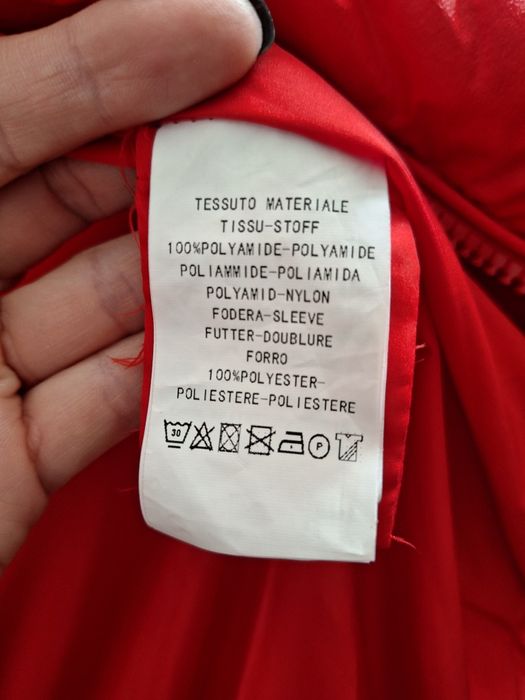 TESSUTO MATERIALE
TISSU-STOFF
100%POLYAMIDE-POLYAMIDE
POLIAMMIDE-POLIAMIDA
POLYAMID-NYLON
FODERA-SLEEVE
FUTTER-DOUBLURE
FORRO
100%POLYESTER-
POLIESTERE-POLIESTERE
30 P